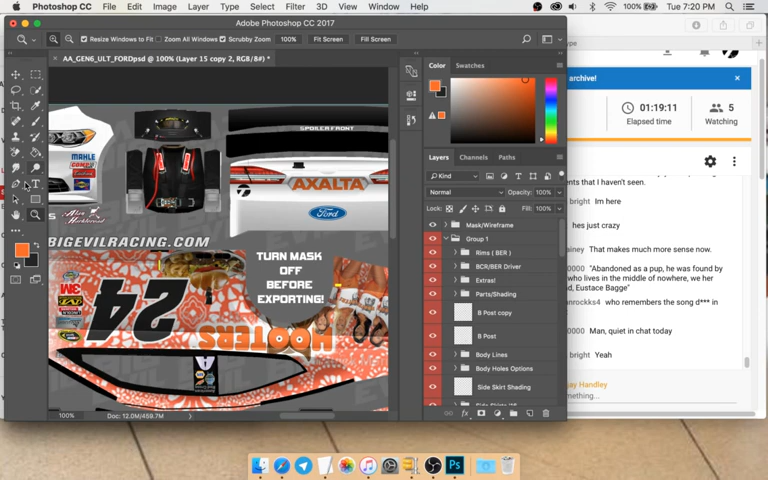 Photoshop CC File Edit Image Layer Type Select Filter 3D View Window Help 100% Tue 7:20 PM
Adobe Photoshop CC 2017
Resize Windows to Fit Zoom All Windows Scrubby Zoom 100% Fit Screen Fill Screen
AA_GEN6_ULT_FORDpsd @ 100% (Layer 15 copy 2, RGB/8#) *
Color Swatches
SPOILER FRONT
MAHLE
AXALTA
Ford
BIGEVILRACING.COM
TURN MASK
OFF
BEFORE
EXPORTING!
24
HOOTERS
100% Doc: 12.0M/459.7M
Layers Channels Paths
Kind
Normal Opacity: 100%
Lock: Fill: 100%
Mask/Wireframe
Group 1
Rims ( BER )
BCR/BER Driver
Extras!
Parts/Shading
B Post copy
B Post
Body Lines
Body Holes Options
Side Skirt Shading
archive!
01:19:11
Elapsed time
5
Watching
ents that I haven't seen.
bright Im here
hes just crazy
ainey That makes much more sense now.
0000 "Abandoned as a pup, he was found by
who lives in the middle of nowhere, we her
d, Eustace Bagge"
anrocks4 who remembers the song d*** in
0000 Man, quiet in chat today
bright Yeah
jay Handley
mething...
Ps